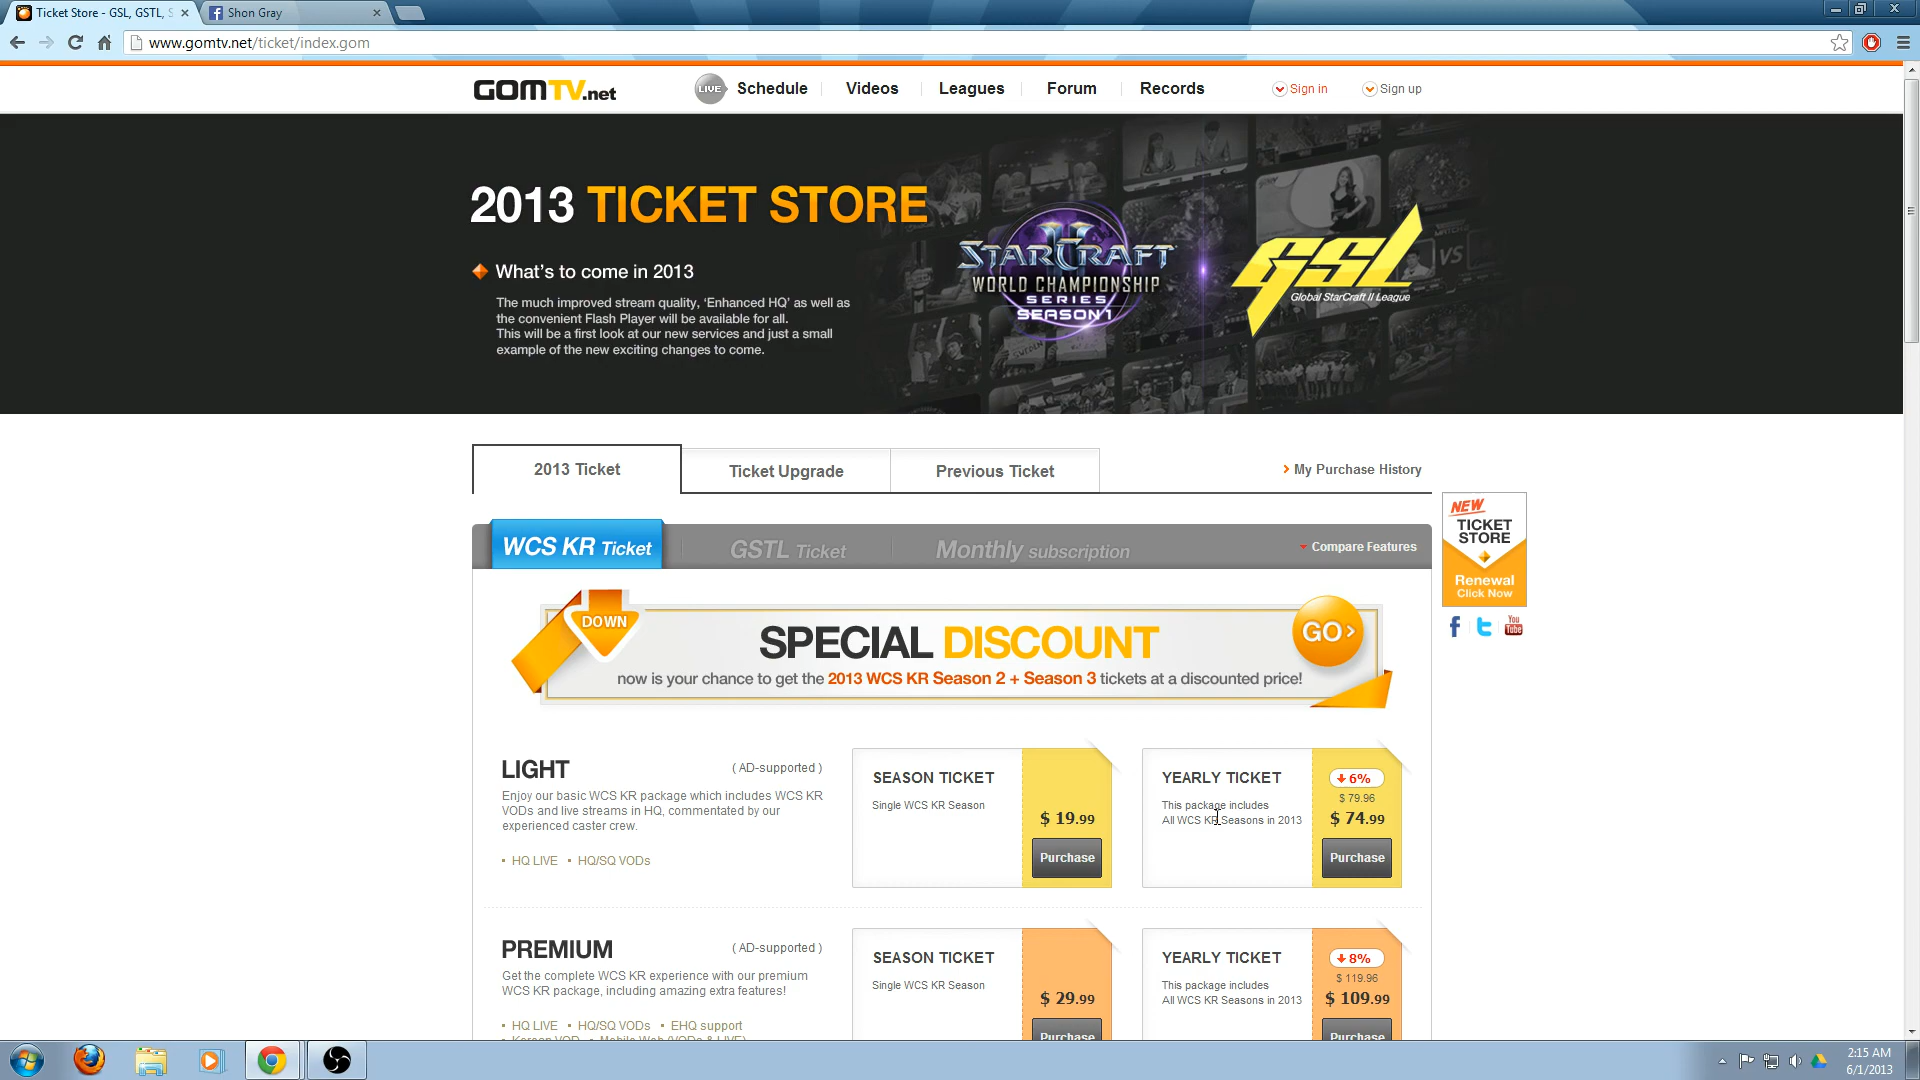 Ticket Store - GSL, GSTL, S
Shon Gray
www.gomtv.net/ticket/index.gom
GOMTV.net
LIVE
Schedule
Videos
Leagues
Forum
Records
Sign in
Sign up
2013 TICKET STORE
What's to come in 2013
The much improved stream quality, 'Enhanced HQ' as well as
the convenient Flash Player will be available for all.
This will be a first look at our new services and just a small
example of the new exciting changes to come.
STARCRAFT
II
WORLD CHAMPIONSHIP
SERIES
SEASON 1
GSL
Global StarCraft II League
VS
2013 Ticket
Ticket Upgrade
Previous Ticket
My Purchase History
NEW
TICKET
STORE
Renewal
Click Now
You
Tube
WCS KR Ticket
GSTL Ticket
Monthly subscription
Compare Features
DOWN
SPECIAL DISCOUNT
GO>
now is your chance to get the 2013 WCS KR Season 2 + Season 3 tickets at a discounted price!
LIGHT
( AD-supported )
Enjoy our basic WCS KR package which includes WCS KR
VODs and live streams in HQ, commentated by our
experienced caster crew.
HQ LIVE
HQ/SQ VODs
SEASON TICKET
Single WCS KR Season
$ 19.99
Purchase
YEARLY TICKET
This package includes
All WCS KR Seasons in 2013
6%
$ 79.96
$ 74.99
Purchase
PREMIUM
( AD-supported )
Get the complete WCS KR experience with our premium
WCS KR package, including amazing extra features!
HQ LIVE
HQ/SQ VODs
EHQ support
Korean VOD
Mobile Web (VODs & LIVE)
SEASON TICKET
Single WCS KR Season
$ 29.99
Purchase
YEARLY TICKET
This package includes
All WCS KR Seasons in 2013
8%
$ 119.96
$ 109.99
Purchase
2:15 AM
6/1/2013